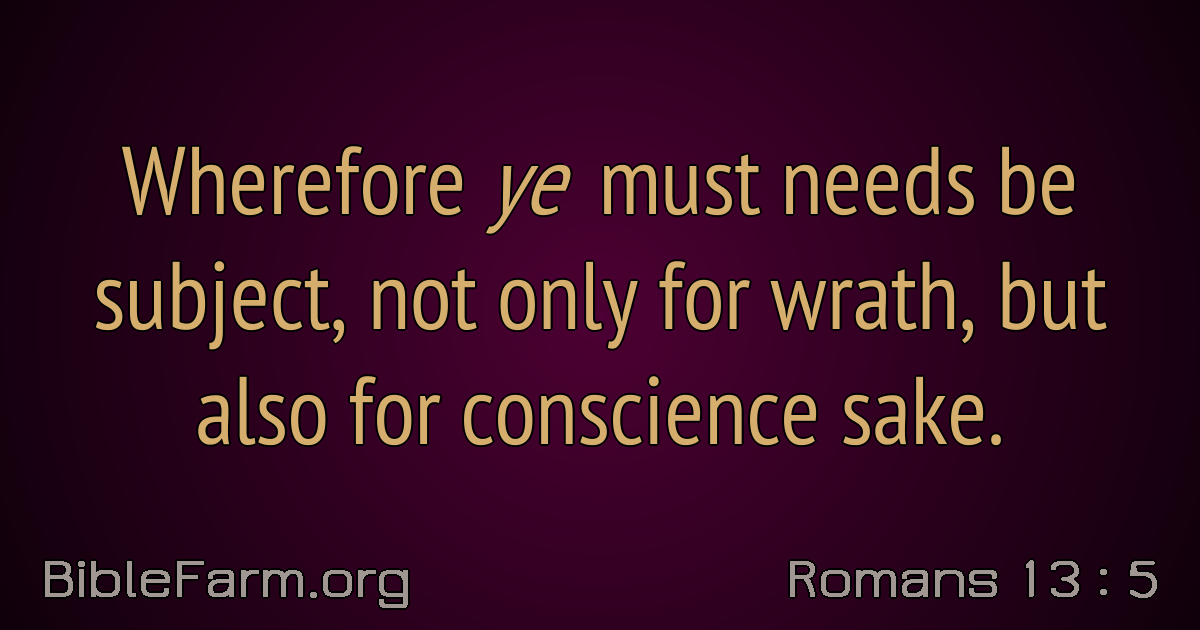 Wherefore ye must needs be
subject, not only for wrath, but
also for conscience sake.
BibleFarm.org
Romans 13 : 5